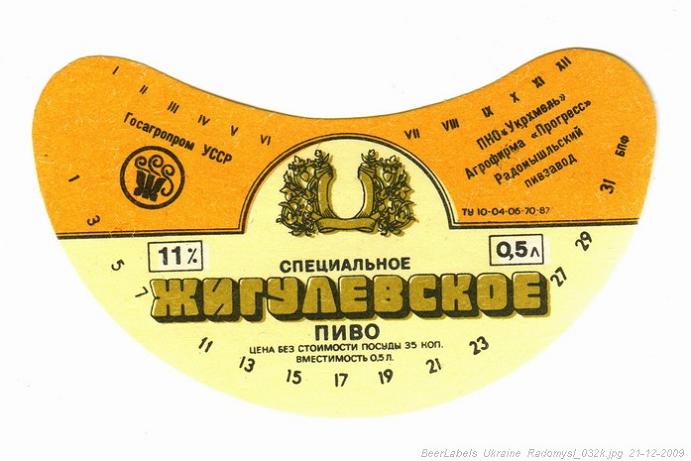 I II III IV V VI VII VIII IX X XI XII
Госагропром УССР
ПНО «Укрхмель»
Агрофирма «Прогресс»
Радомышльский
пивзавод
ТУ 10-04-06-70-87
БПФ
11%
0,5л
СПЕЦИАЛЬНОЕ
ЖИГУЛЕВСКОЕ
ПИВО
ЦЕНА БЕЗ СТОИМОСТИ ПОСУДЫ 35 КОП.
ВМЕСТИМОСТЬ 0,5 Л.
1 3 5 7 11 13 15 17 19 21 23 27 29 31
BeerLabels Ukraine Radomysl_032k.jpg 21-12-2009